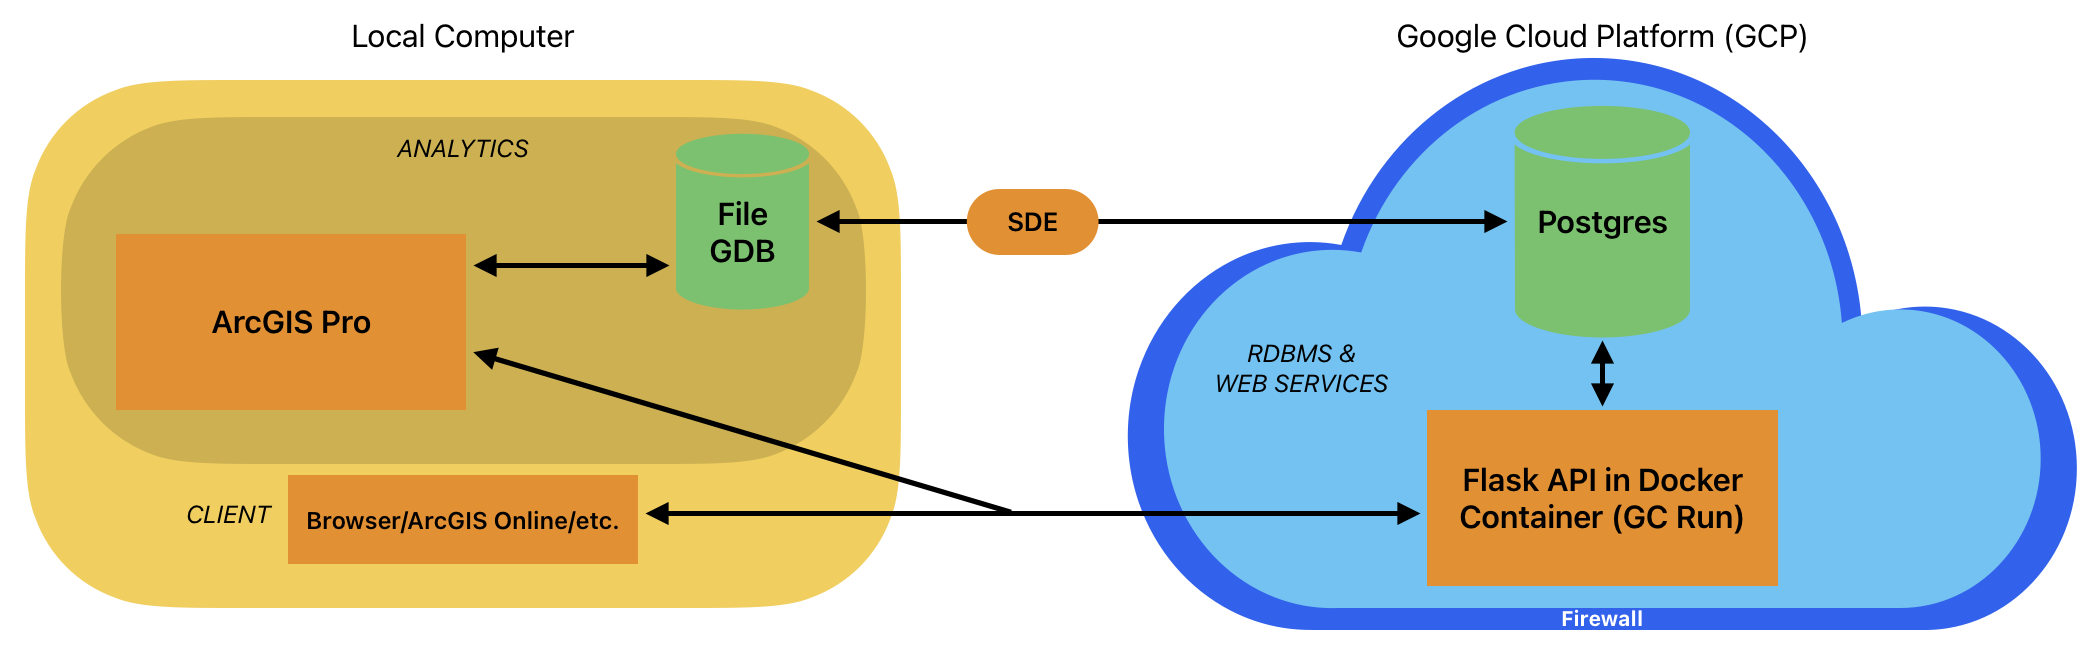 Local Computer
Google Cloud Platform (GCP)
ANALYTICS
File
GDB
SDE
Postgres
ArcGIS Pro
RDBMS &
WEB SERVICES
CLIENT
Browser/ArcGIS Online/etc.
Flask API in Docker
Container (GC Run)
Firewall